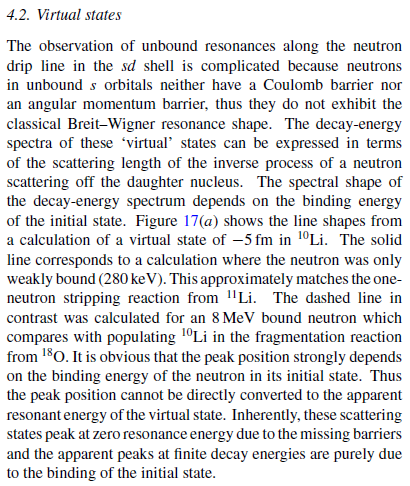 4.2. Virtual states
The observation of unbound resonances along the neutron
drip line in the sd shell is complicated because neutrons
in unbound s orbitals neither have a Coulomb barrier nor
an angular momentum barrier, thus they do not exhibit the
classical Breit–Wigner resonance shape. The decay-energy
spectra of these ‘virtual’ states can be expressed in terms
of the scattering length of the inverse process of a neutron
scattering off the daughter nucleus. The spectral shape of
the decay-energy spectrum depends on the binding energy
of the initial state. Figure 17(a) shows the line shapes from
a calculation of a virtual state of −5 fm in ¹⁰Li. The solid
line corresponds to a calculation where the neutron was only
weakly bound (280 keV). This approximately matches the one-
neutron stripping reaction from ¹¹Li. The dashed line in
contrast was calculated for an 8 MeV bound neutron which
compares with populating ¹⁰Li in the fragmentation reaction
from ¹⁸O. It is obvious that the peak position strongly depends
on the binding energy of the neutron in its initial state. Thus
the peak position cannot be directly converted to the apparent
resonant energy of the virtual state. Inherently, these scattering
states peak at zero resonance energy due to the missing barriers
and the apparent peaks at finite decay energies are purely due
to the binding of the initial state.